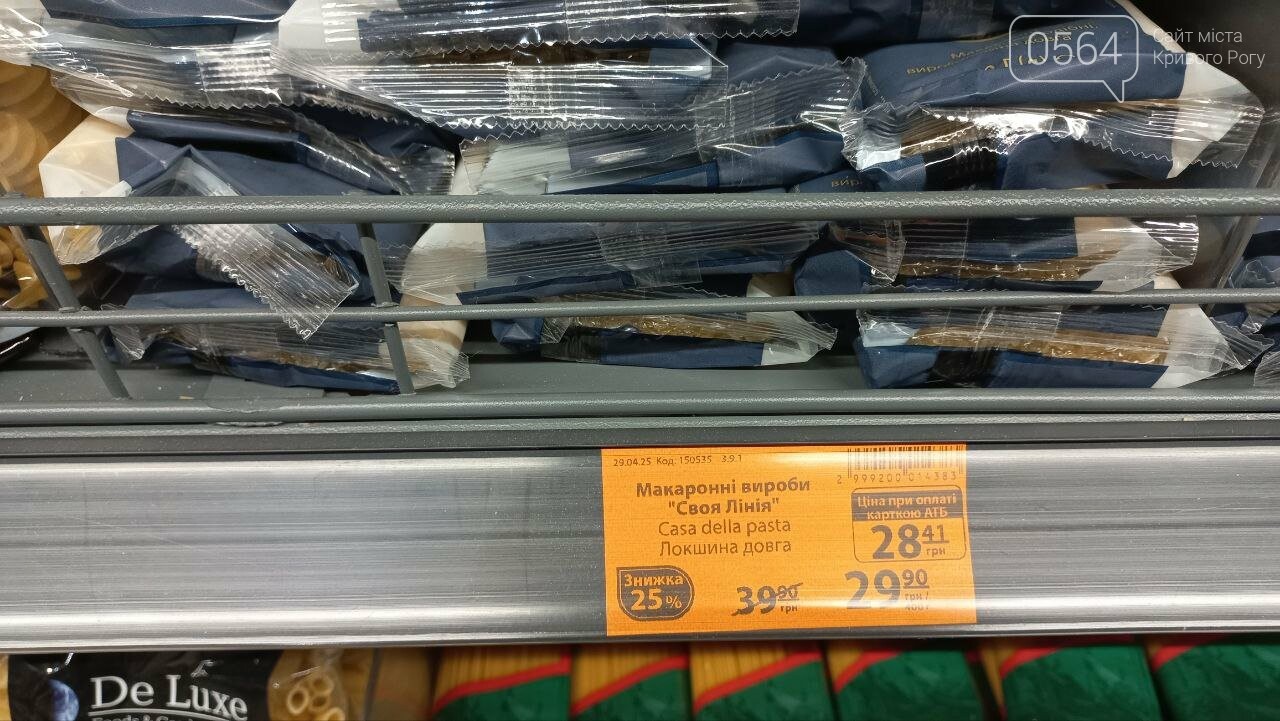 0564
Сайт міста
Кривого Рогу
29.04.25 Код. 150535 3.9.1
2 999200 014383
Макаронні вироби
"Своя Лінія"
Casa della pasta
Локшина довга
Ціна при оплаті
карткою АТБ
28 41
грн
Знижка
25%
39 90
грн
29 90
грн /
400 г
De Luxe